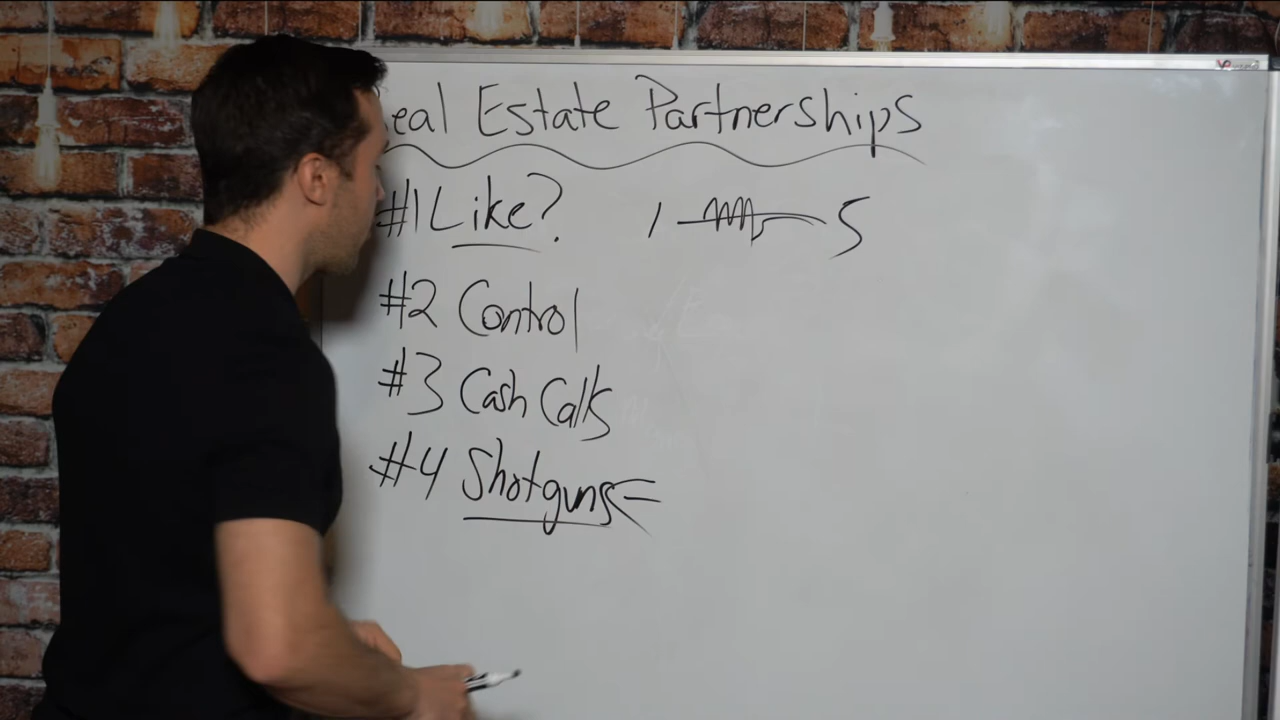 eal Estate Partnerships
#1 Like? 1 5
#2 Control
#3 Cash Calls
#4 Shotguns